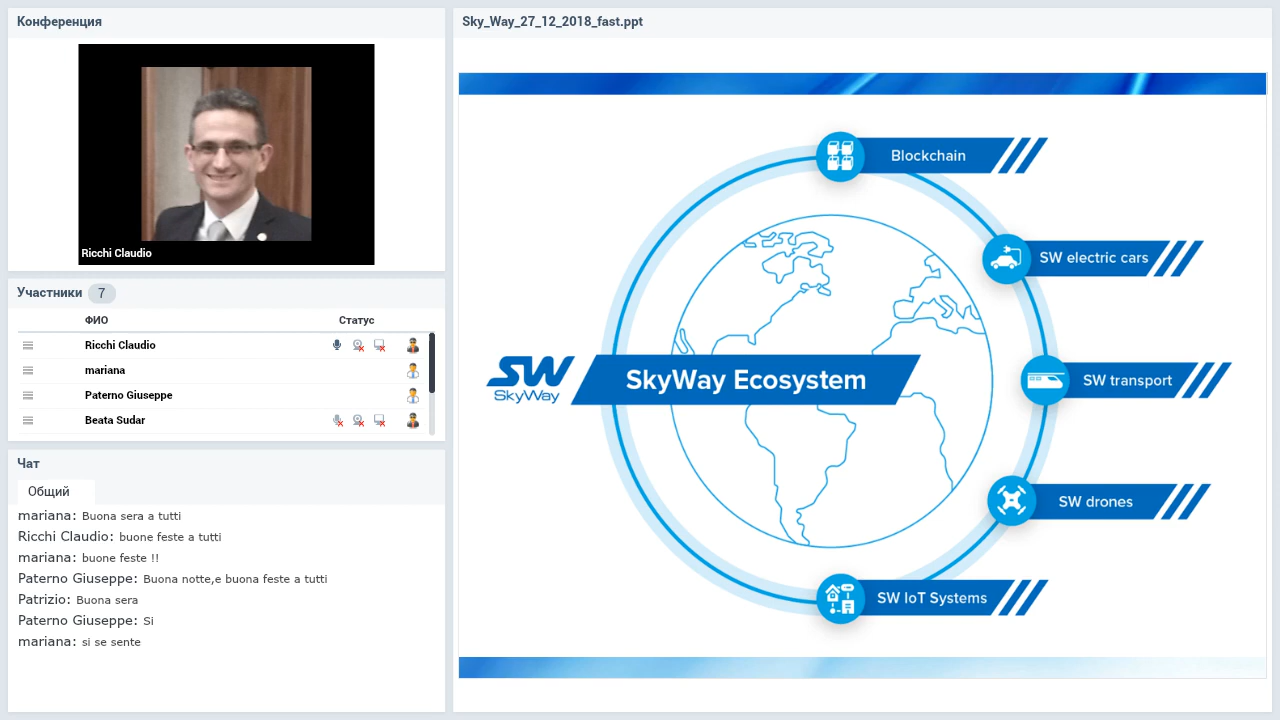 Конференция
Ricchi Claudio
Участники 7
ФИО Статус
Ricchi Claudio
mariana
Paterno Giuseppe
Beata Sudar
Чат
Общий
mariana: Buona sera a tutti
Ricchi Claudio: buone feste a tutti
mariana: buone feste !!
Paterno Giuseppe: Buona notte,e buona feste a tutti
Patrizio: Buona sera
Paterno Giuseppe: Si
mariana: si se sente
Sky_Way_27_12_2018_fast.ppt
Blockchain
SW electric cars
SW
SkyWay
SkyWay Ecosystem
SW transport
SW drones
SW IoT Systems